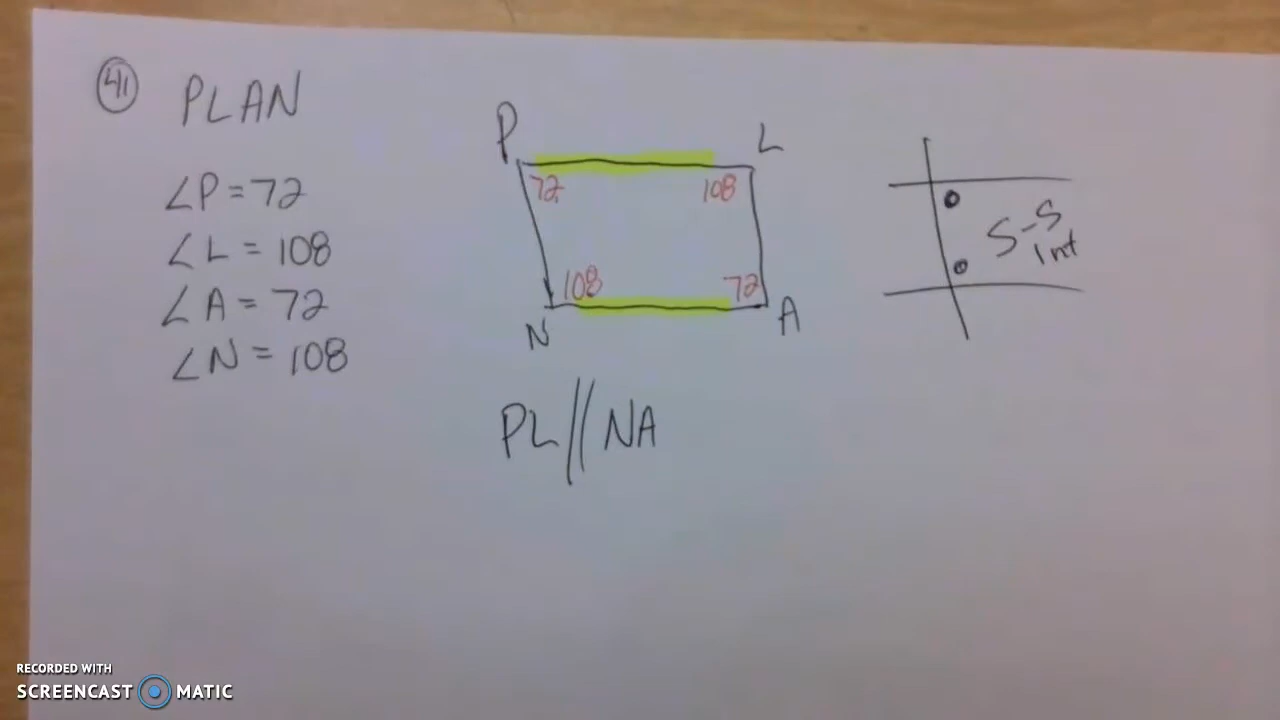 41 PLAN
∠P = 72
∠L = 108
∠A = 72
∠N = 108
P L
72 108
108 72
N A
PL // NA
S-S
int
RECORDED WITH
SCREENCAST MATIC